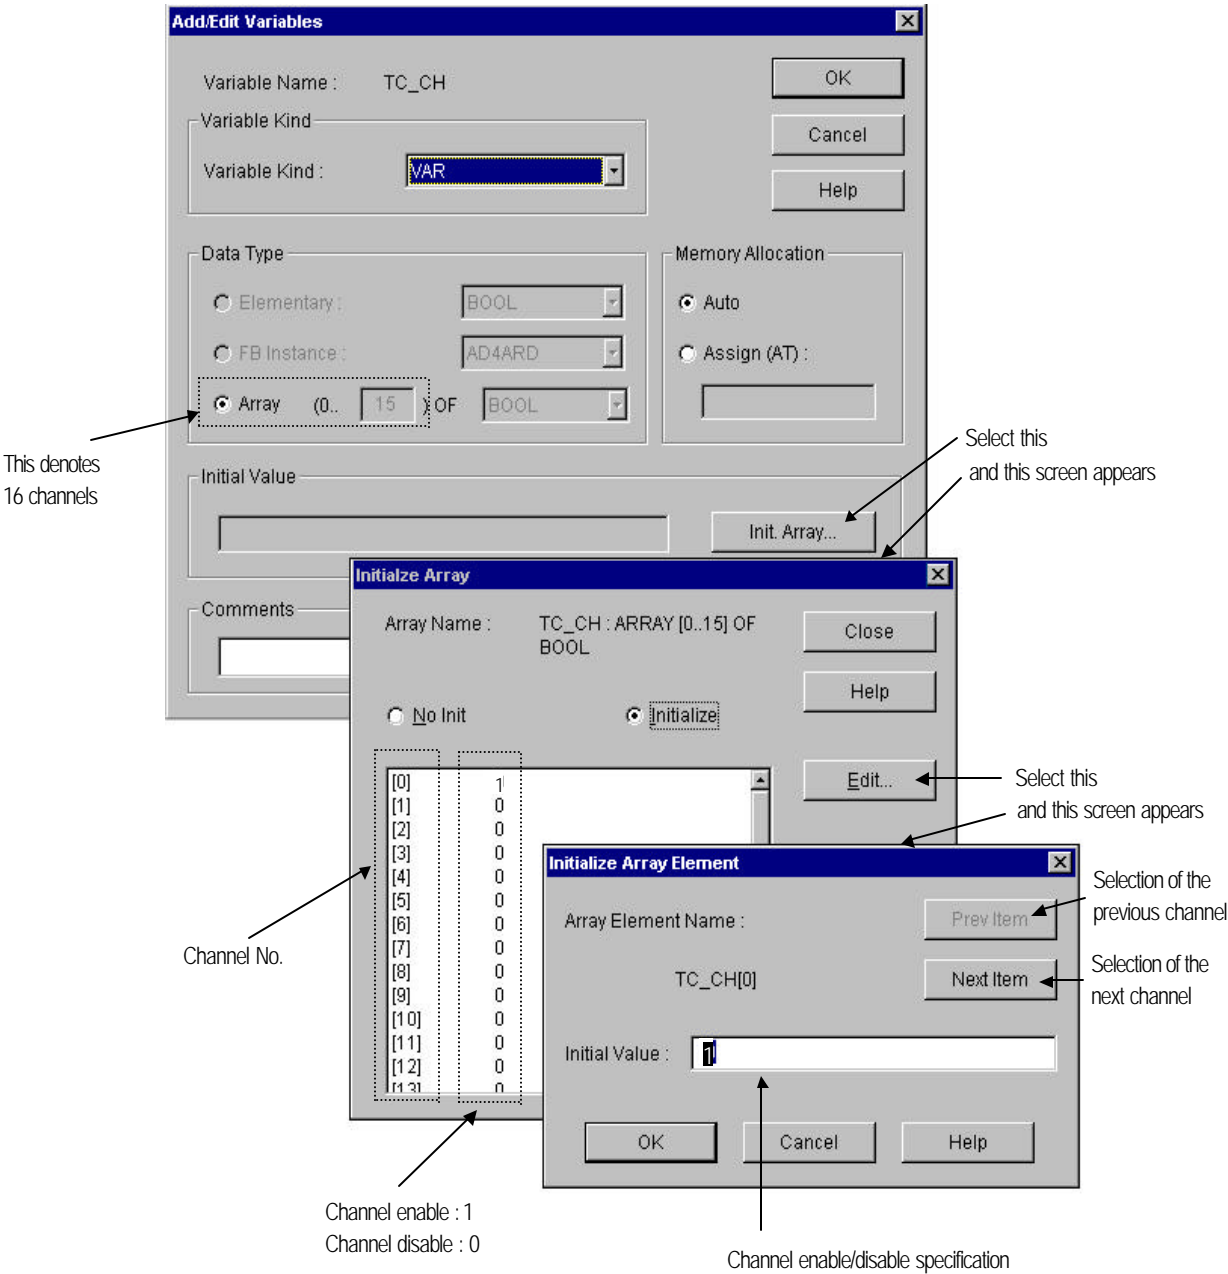 Add/Edit Variables
Variable Name : TC_CH
OK
Variable Kind
Cancel
Variable Kind : VAR
Help
Data Type
Memory Allocation
Elementary : BOOL
Auto
FB Instance : AD4ARD
Assign (AT) :
Array (0.. 15 ) OF BOOL
This denotes
16 channels
Select this
and this screen appears
Initial Value
Init. Array...
Comments
Initialze Array
Array Name : TC_CH : ARRAY [0..15] OF
BOOL
Close
Help
No Init
Initialize
[0] 1
[1] 0
[2] 0
[3] 0
[4] 0
[5] 0
[6] 0
[7] 0
[8] 0
[9] 0
[10] 0
[11] 0
[12] 0
[13] 0
Edit...
Select this
and this screen appears
Channel No.
Channel enable : 1
Channel disable : 0
Initialize Array Element
Array Element Name :
Prev Item
Selection of the
previous channel
TC_CH[0]
Next Item
Selection of the
next channel
Initial Value : 1
OK
Cancel
Help
Channel enable/disable specification